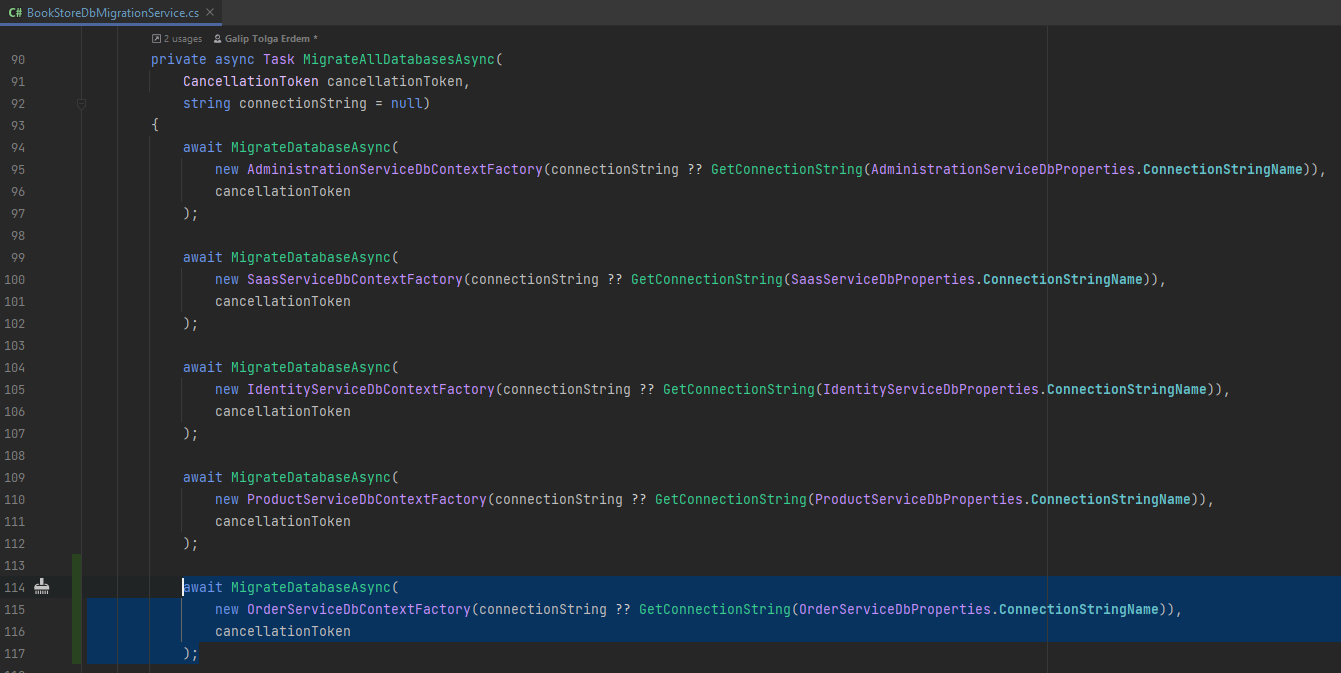 C# BookStoreDbMigrationService.cs ×
2 usages Galip Tolga Erdem *
90 private async Task MigrateAllDatabasesAsync(
91 CancellationToken cancellationToken,
92 string connectionString = null)
93 {
94 await MigrateDatabaseAsync(
95 new AdministrationServiceDbContextFactory(connectionString ?? GetConnectionString(AdministrationServiceDbProperties.ConnectionStringName)),
96 cancellationToken
97 );
98
99 await MigrateDatabaseAsync(
100 new SaasServiceDbContextFactory(connectionString ?? GetConnectionString(SaasServiceDbProperties.ConnectionStringName)),
101 cancellationToken
102 );
103
104 await MigrateDatabaseAsync(
105 new IdentityServiceDbContextFactory(connectionString ?? GetConnectionString(IdentityServiceDbProperties.ConnectionStringName)),
106 cancellationToken
107 );
108
109 await MigrateDatabaseAsync(
110 new ProductServiceDbContextFactory(connectionString ?? GetConnectionString(ProductServiceDbProperties.ConnectionStringName)),
111 cancellationToken
112 );
113
114 await MigrateDatabaseAsync(
115 new OrderServiceDbContextFactory(connectionString ?? GetConnectionString(OrderServiceDbProperties.ConnectionStringName)),
116 cancellationToken
117 );